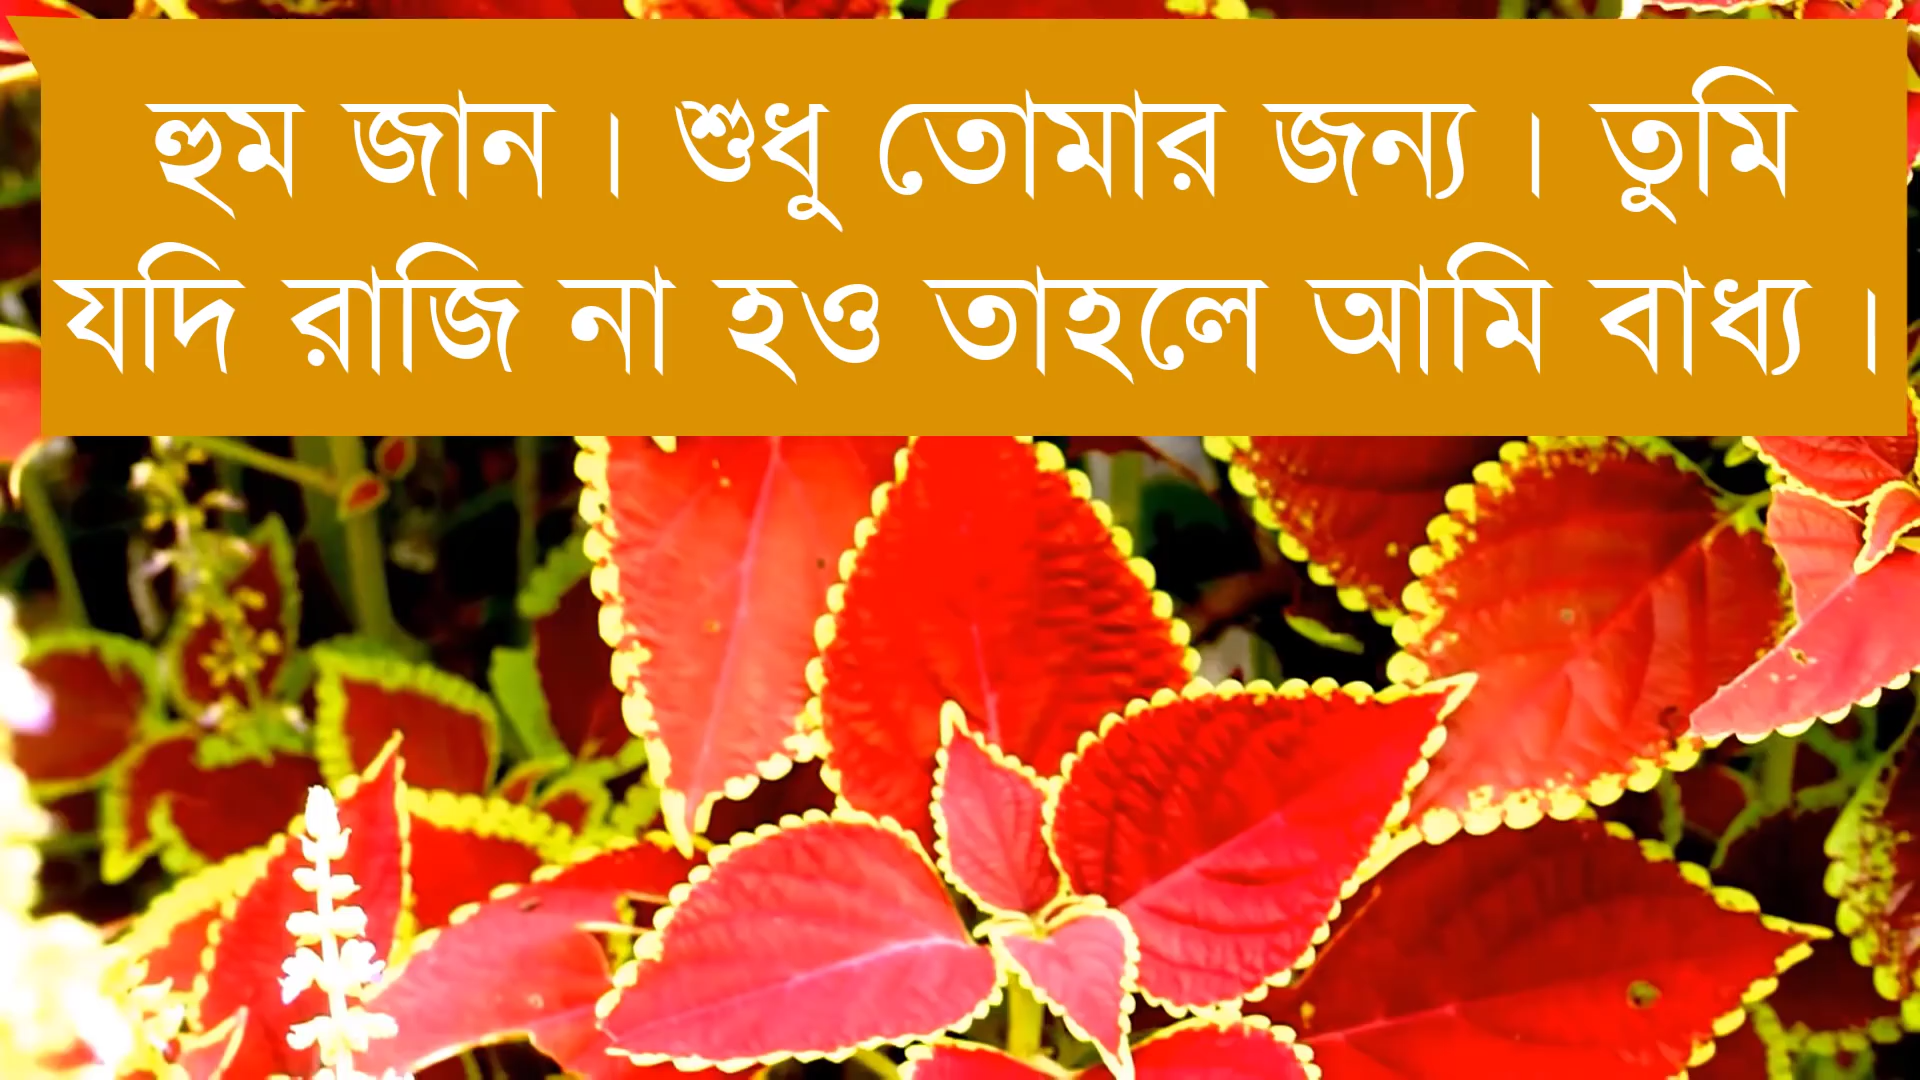 হুম জান। শুধু তোমার জন্য। তুমি
যদি রাজি না হও তাহলে আমি বাধ্য।